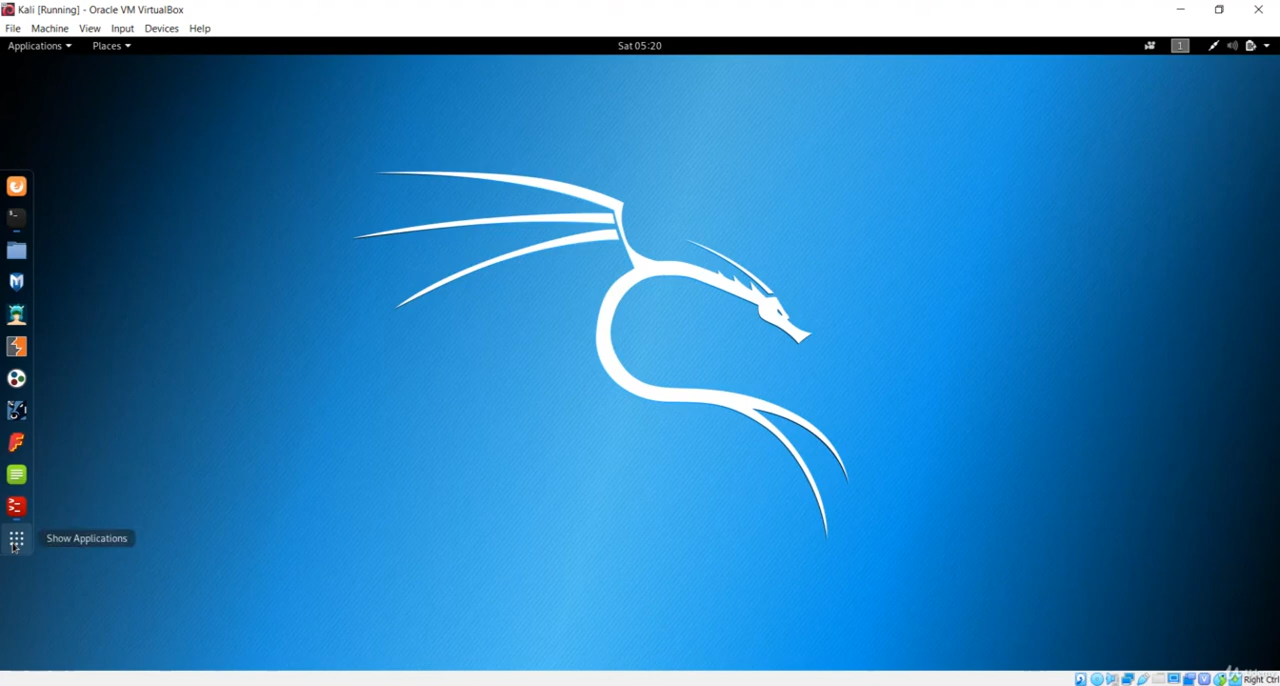 Kali [Running] - Oracle VM VirtualBox
File Machine View Input Devices Help
Applications Places Sat 05:20 1
Show Applications
Right Ctrl